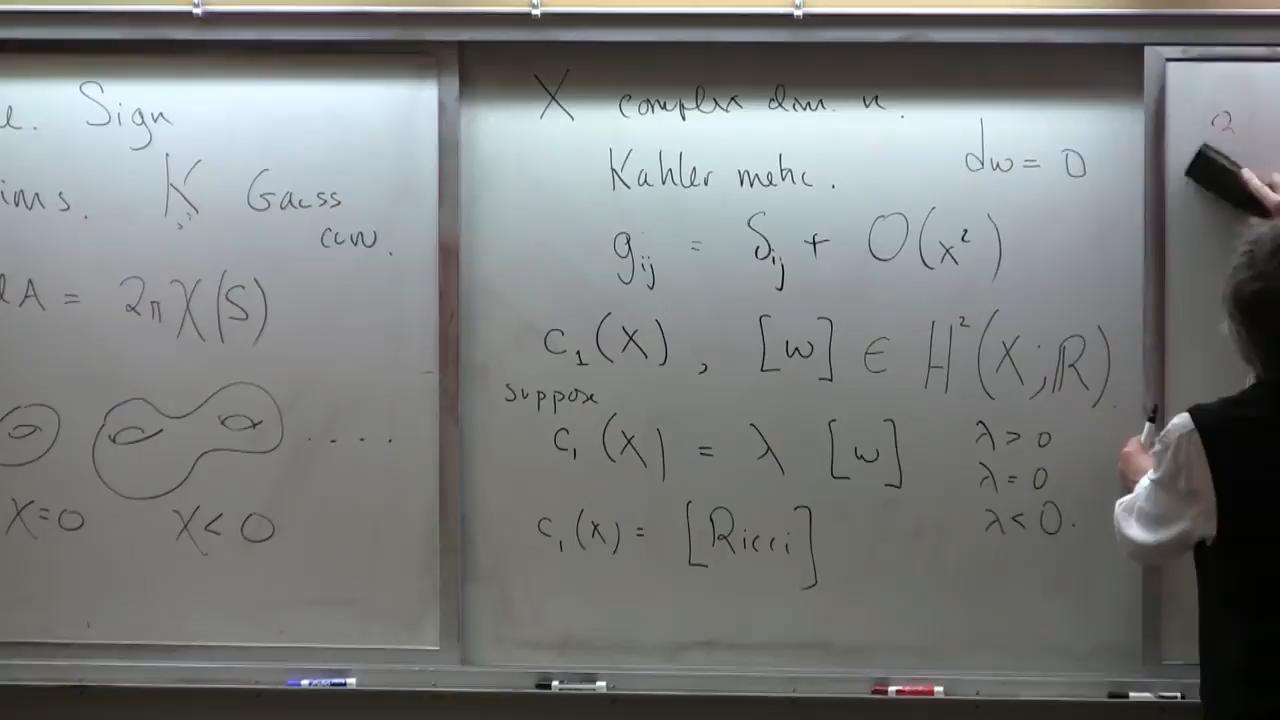 e. Sign
ims. K Gauss
curv.
A = 2π χ(S)
. . . .
χ=0 χ<0
X complex dim. n.
Kahler metric.
dω = 0
g_ij = δ_ij + O(x²)
c₁(X), [ω] ∈ H²(X;ℝ).
suppose
c₁(X) = λ [ω]
λ > 0
λ = 0
λ < 0.
c₁(X) = [Ricci]